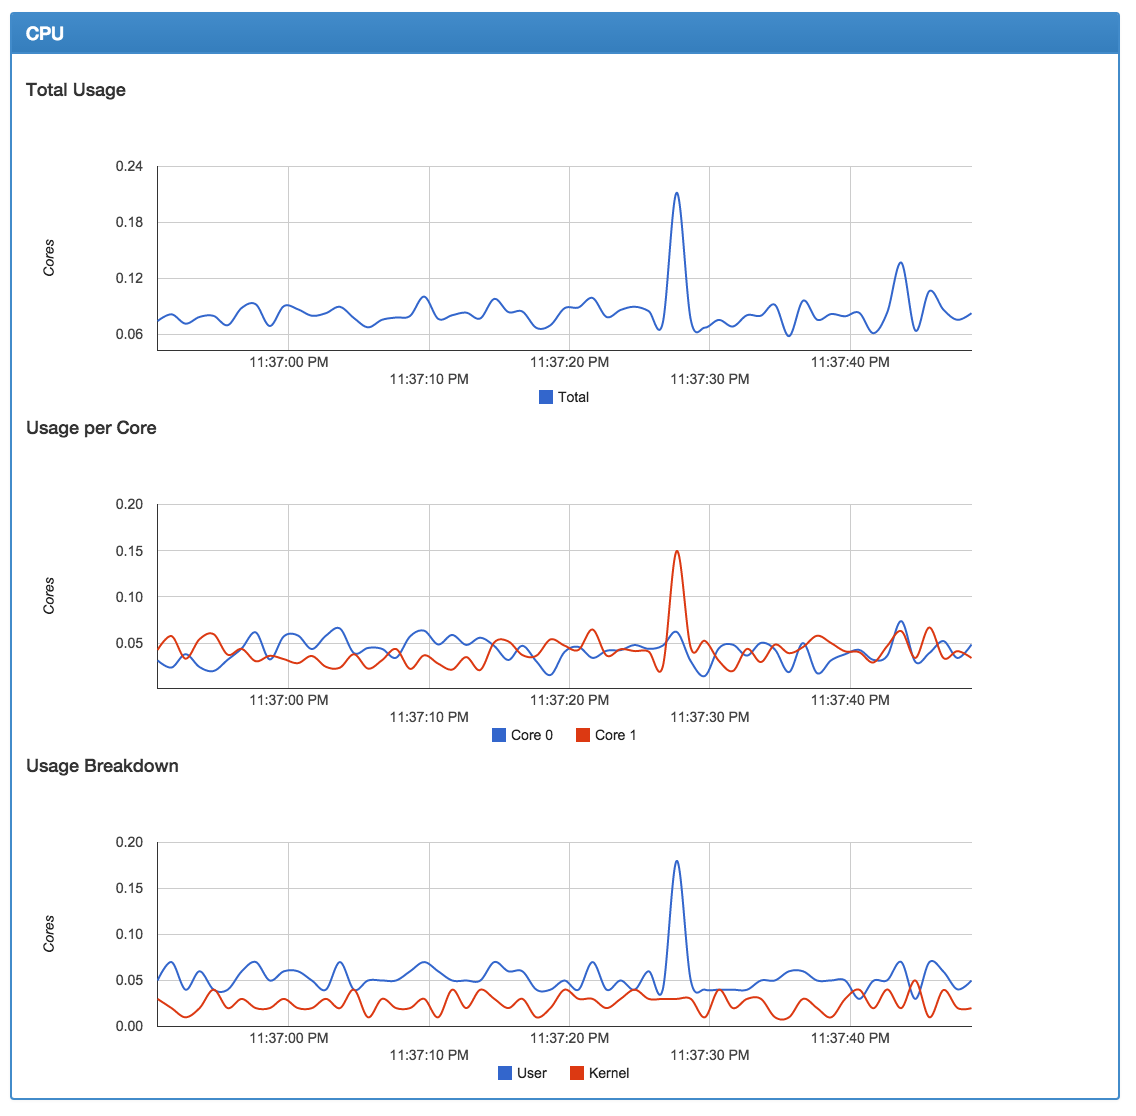 CPU
Total Usage
Cores
0.24
0.18
0.12
0.06
11:37:00 PM
11:37:10 PM
11:37:20 PM
11:37:30 PM
11:37:40 PM
Total
Usage per Core
Cores
0.20
0.15
0.10
0.05
11:37:00 PM
11:37:10 PM
11:37:20 PM
11:37:30 PM
11:37:40 PM
Core 0 Core 1
Usage Breakdown
Cores
0.20
0.15
0.10
0.05
0.00
11:37:00 PM
11:37:10 PM
11:37:20 PM
11:37:30 PM
11:37:40 PM
User Kernel